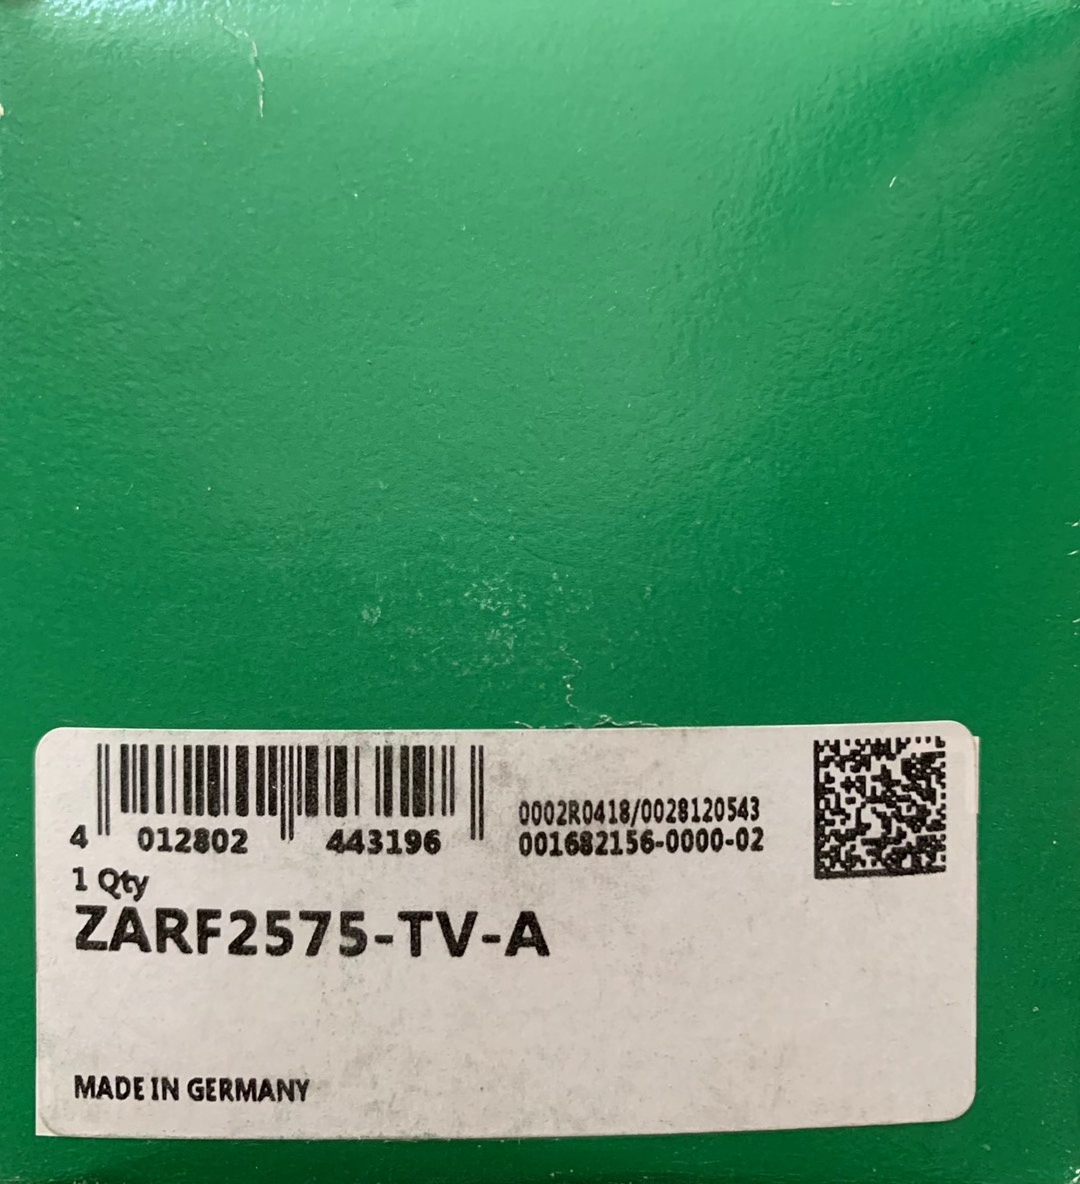 4 012802 443196
0002R0418/0028120543
001682156-0000-02
1 Qty
ZARF2575-TV-A
MADE IN GERMANY